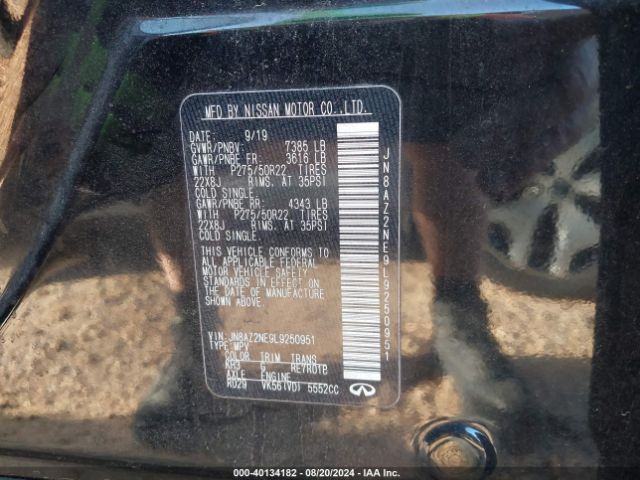 MFD BY NISSAN MOTOR CO.,LTD.
DATE: 9/19
GVWR/PNBV: 7385 LB
GAWR/PNBE FR: 3616 LB
WITH P275/50R22 TIRES
22X8J RIMS. AT 35PSI
COLD SINGLE.
GAWR/PNBE RR: 4343 LB
WITH P275/50R22 TIRES
22X8J RIMS. AT 35PSI
COLD SINGLE.
THIS VEHICLE CONFORMS TO
ALL APPLICABLE FEDERAL
MOTOR VEHICLE SAFETY
STANDARDS IN EFFECT ON
THE DATE OF MANUFACTURE
SHOWN ABOVE.
VIN: JN8AZ2NE9L9250951
TYPE: MPV
COLOR TRIM TRANS
KH3 G RE7R01B
AXLE ENGINE
RD29 VK56(VD) 5552CC
JN8AZ2NE9L9250951
000-40134182 - 08/20/2024 - IAA Inc.